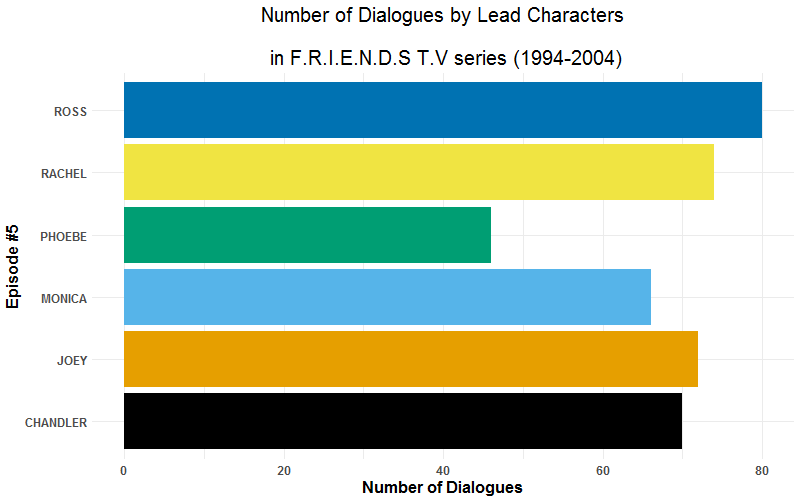 Number of Dialogues by Lead Characters
in F.R.I.E.N.D.S T.V series (1994-2004)
Episode #5
ROSS
RACHEL
PHOEBE
MONICA
JOEY
CHANDLER
0 20 40 60 80
Number of Dialogues